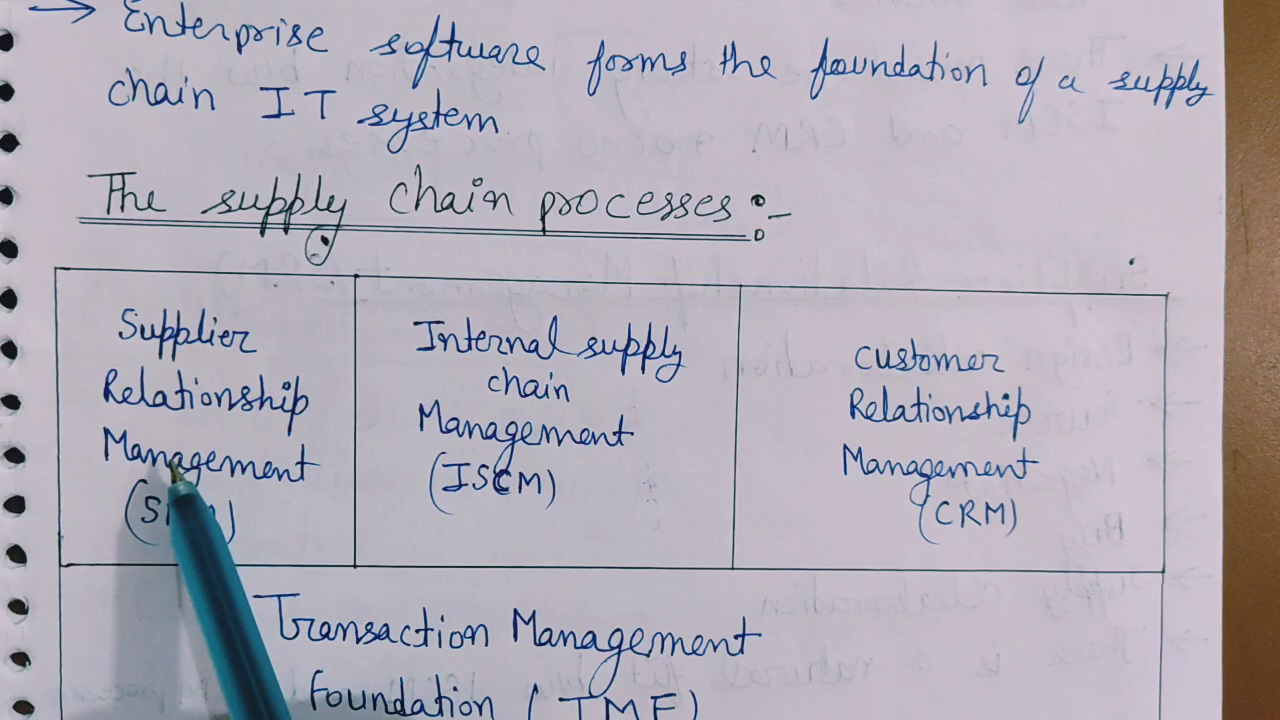 → Enterprise software forms the foundation of a supply
chain IT system
The supply chain processes:-
Supplier
Relationship
Management
Internal supply
chain
Management
(ISCM)
customer
Relationship
Management
(CRM)
Transaction Management
foundation (TMF)